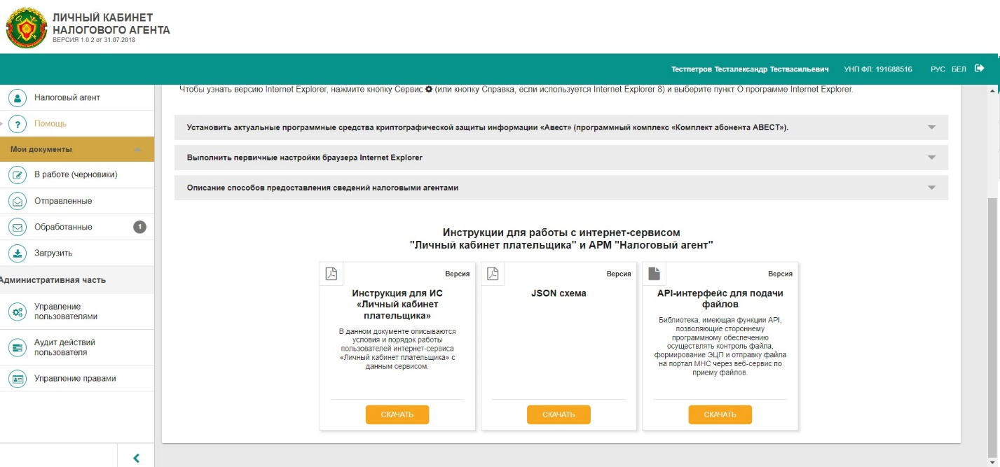 ЛИЧНЫЙ КАБИНЕТ
НАЛОГОВОГО АГЕНТА
ВЕРСИЯ 1.0.2 от 31.07.2018
Тестпетров Тесталександр Теставасильевич УНП ФЛ: 191688516 РУС БЕЛ
Налоговый агент
Помощь
Мои документы
В работе (черновики)
Отправленные
Обработанные 1
Загрузить
Административная часть
Управление
пользователями
Аудит действий
пользователя
Управление правами
Чтобы узнать версию Internet Explorer, нажмите кнопку Сервис (или кнопку Справка, если используется Internet Explorer 8) и выберите пункт О программе Internet Explorer.
Установить актуальные программные средства криптографической защиты информации «Авест» (программный комплекс «Комплект абонента АВЕСТ»).
Выполнить первичные настройки браузера Internet Explorer
Описание способов предоставления сведений налоговыми агентами
Инструкции для работы с интернет-сервисом
"Личный кабинет плательщика" и АРМ "Налоговый агент"
Версия
Инструкция для ИС
«Личный кабинет
плательщика»
В данном документе описываются
условия и порядок работы
пользователей интернет-сервиса
«Личный кабинет плательщика» с
данным сервисом.
СКАЧАТЬ
Версия
JSON схема
СКАЧАТЬ
Версия
API-интерфейс для подачи
файлов
Библиотека, имеющая функции API,
позволяющие стороннему
программному обеспечению
осуществлять контроль файла,
формирование ЭЦП и отправку файла
на портал МНС через веб-сервис по
приему файлов.
СКАЧАТЬ